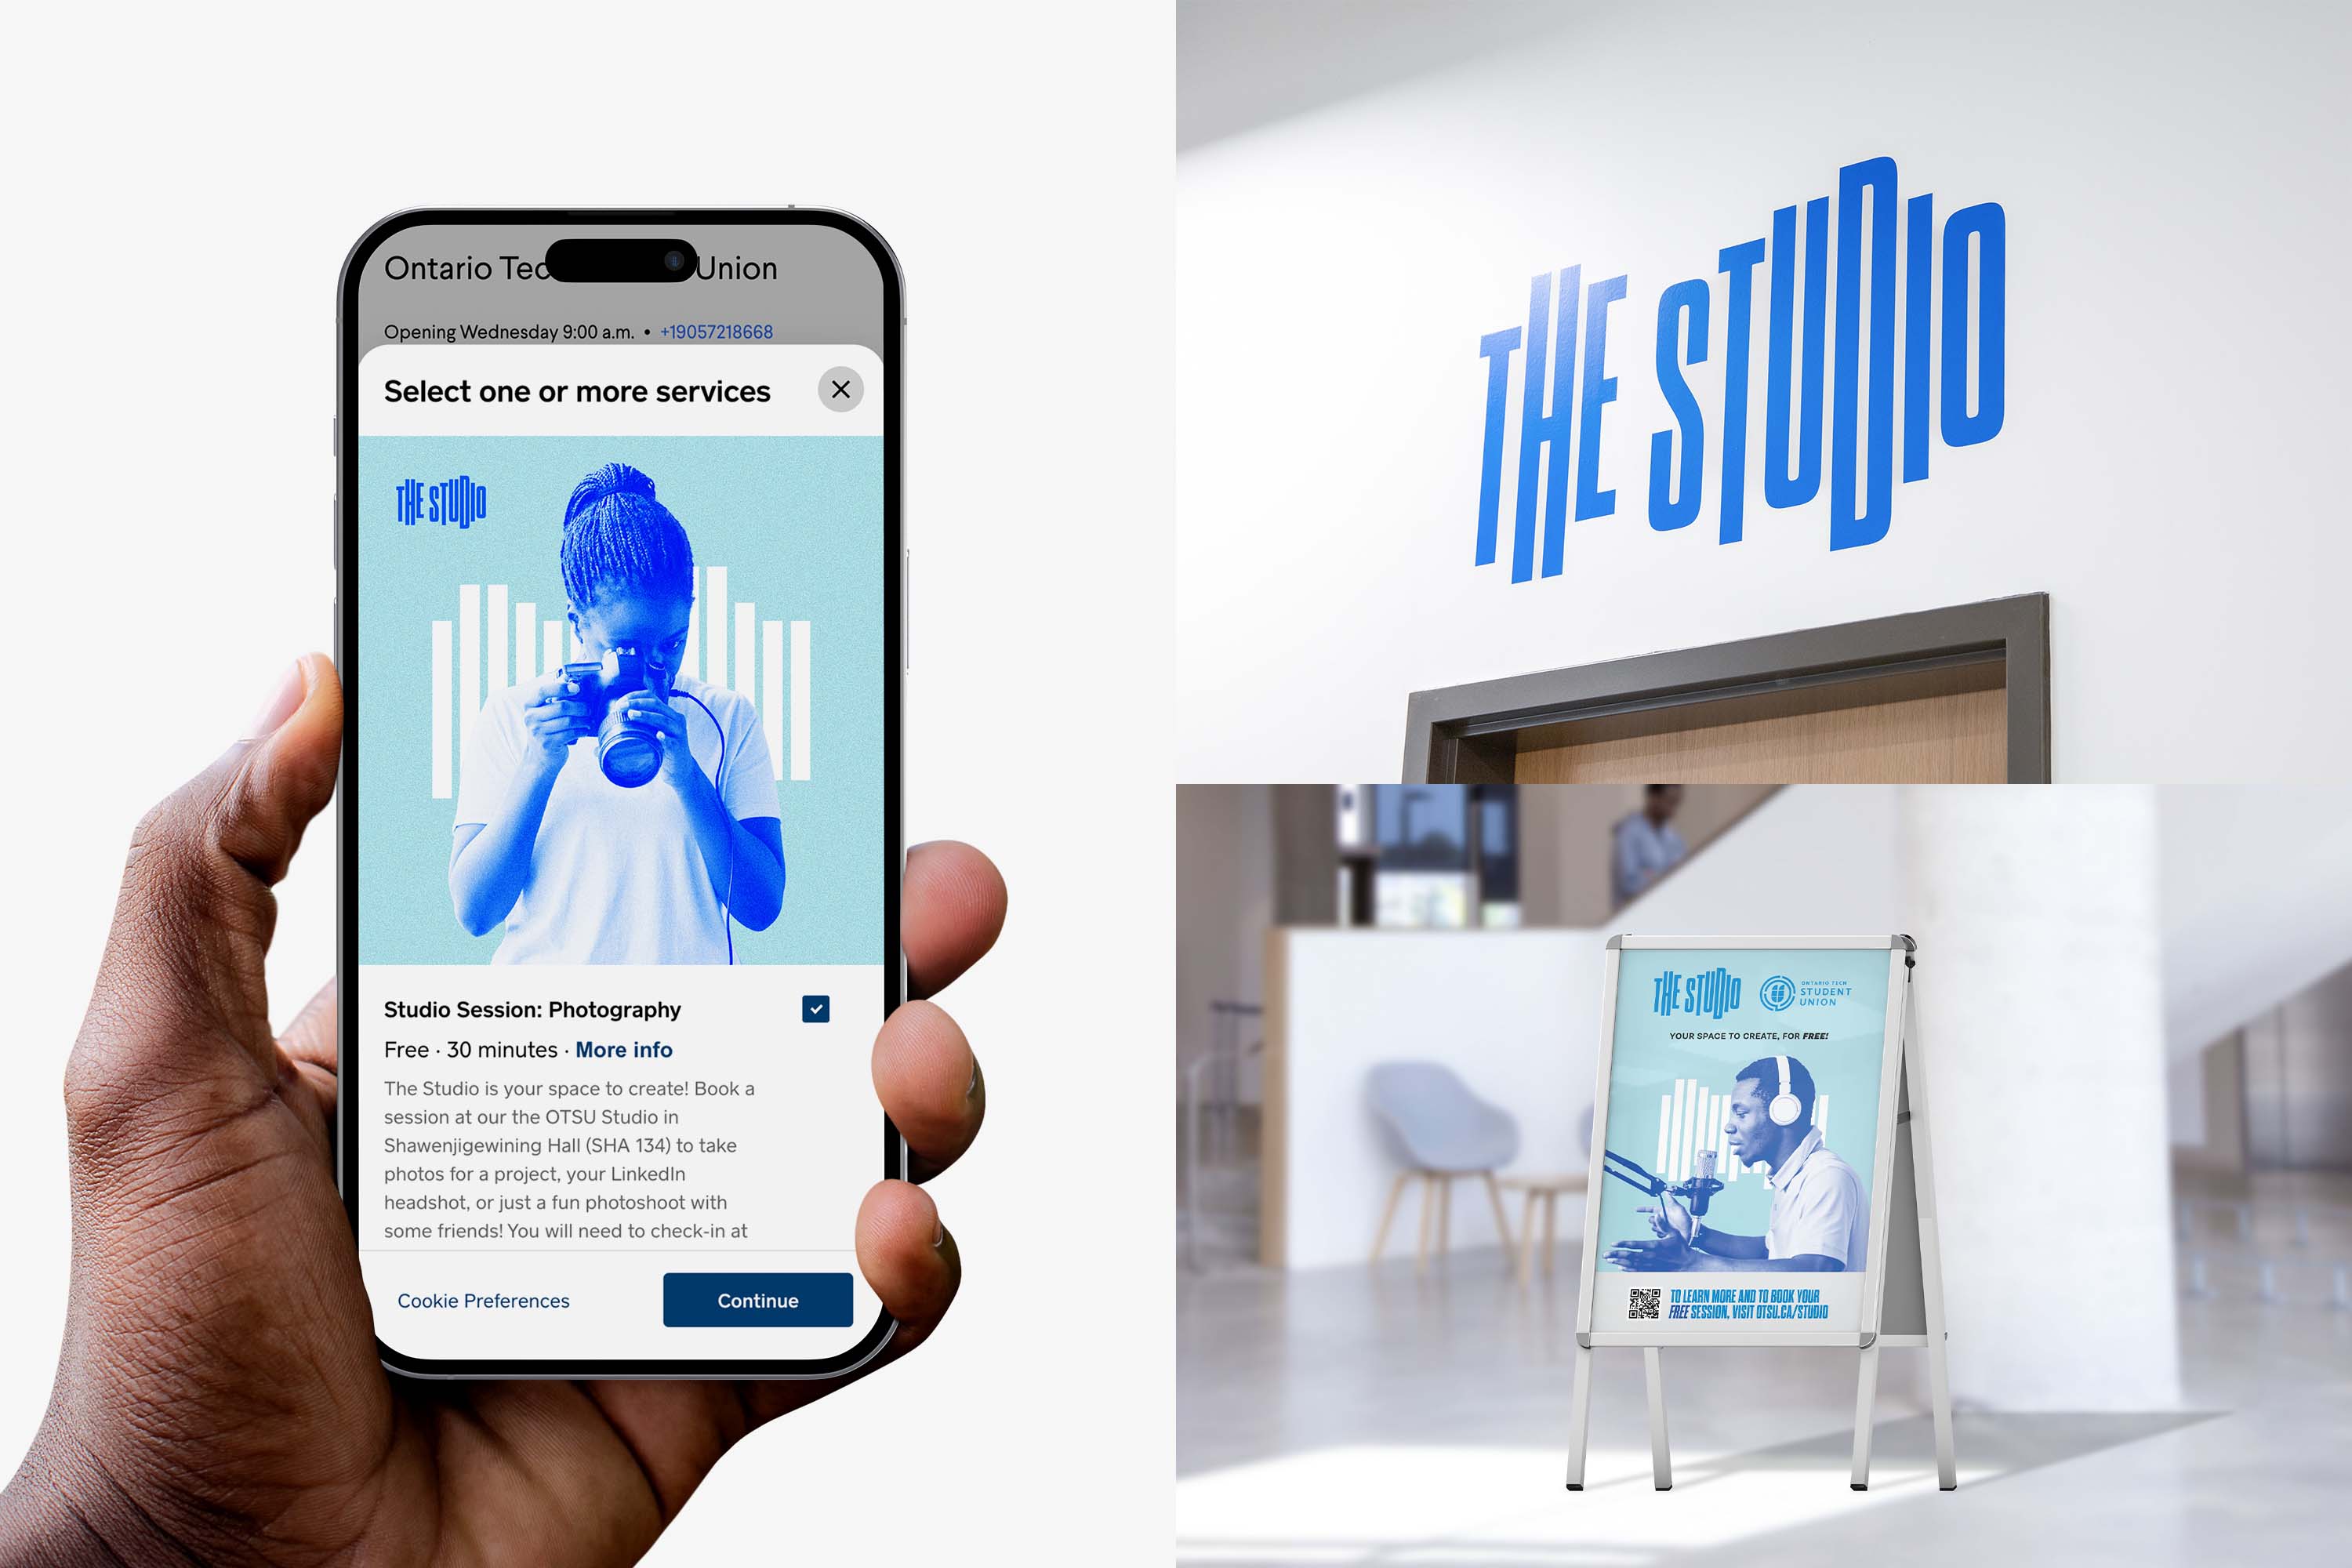 Ontario Tec Union
Opening Wednesday 9:00 a.m. • +19057218668
Select one or more services
THE STUDIO
Studio Session: Photography
Free · 30 minutes · More info
The Studio is your space to create! Book a
session at our the OTSU Studio in
Shawenjigewining Hall (SHA 134) to take
photos for a project, your LinkedIn
headshot, or just a fun photoshoot with
some friends! You will need to check-in at
Cookie Preferences
Continue
THE STUDIO
THE STUDIO
ONTARIO TECH
STUDENT
UNION
YOUR SPACE TO CREATE, FOR FREE!
TO LEARN MORE AND TO BOOK YOUR
FREE SESSION, VISIT OTSU.CA/STUDIO